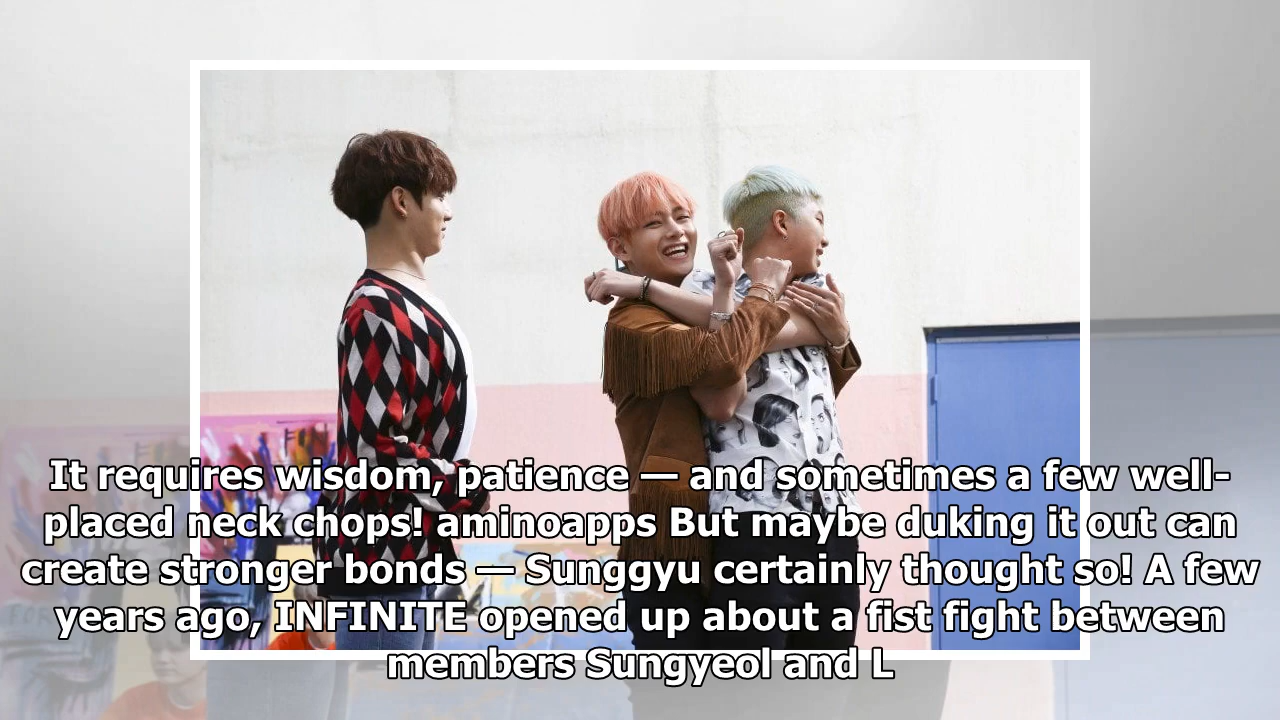 It requires wisdom, patience — and sometimes a few well-
placed neck chops! aminoapps But maybe duking it out can
create stronger bonds — Sunggyu certainly thought so! A few
years ago, INFINITE opened up about a fist fight between
members Sungyeol and L